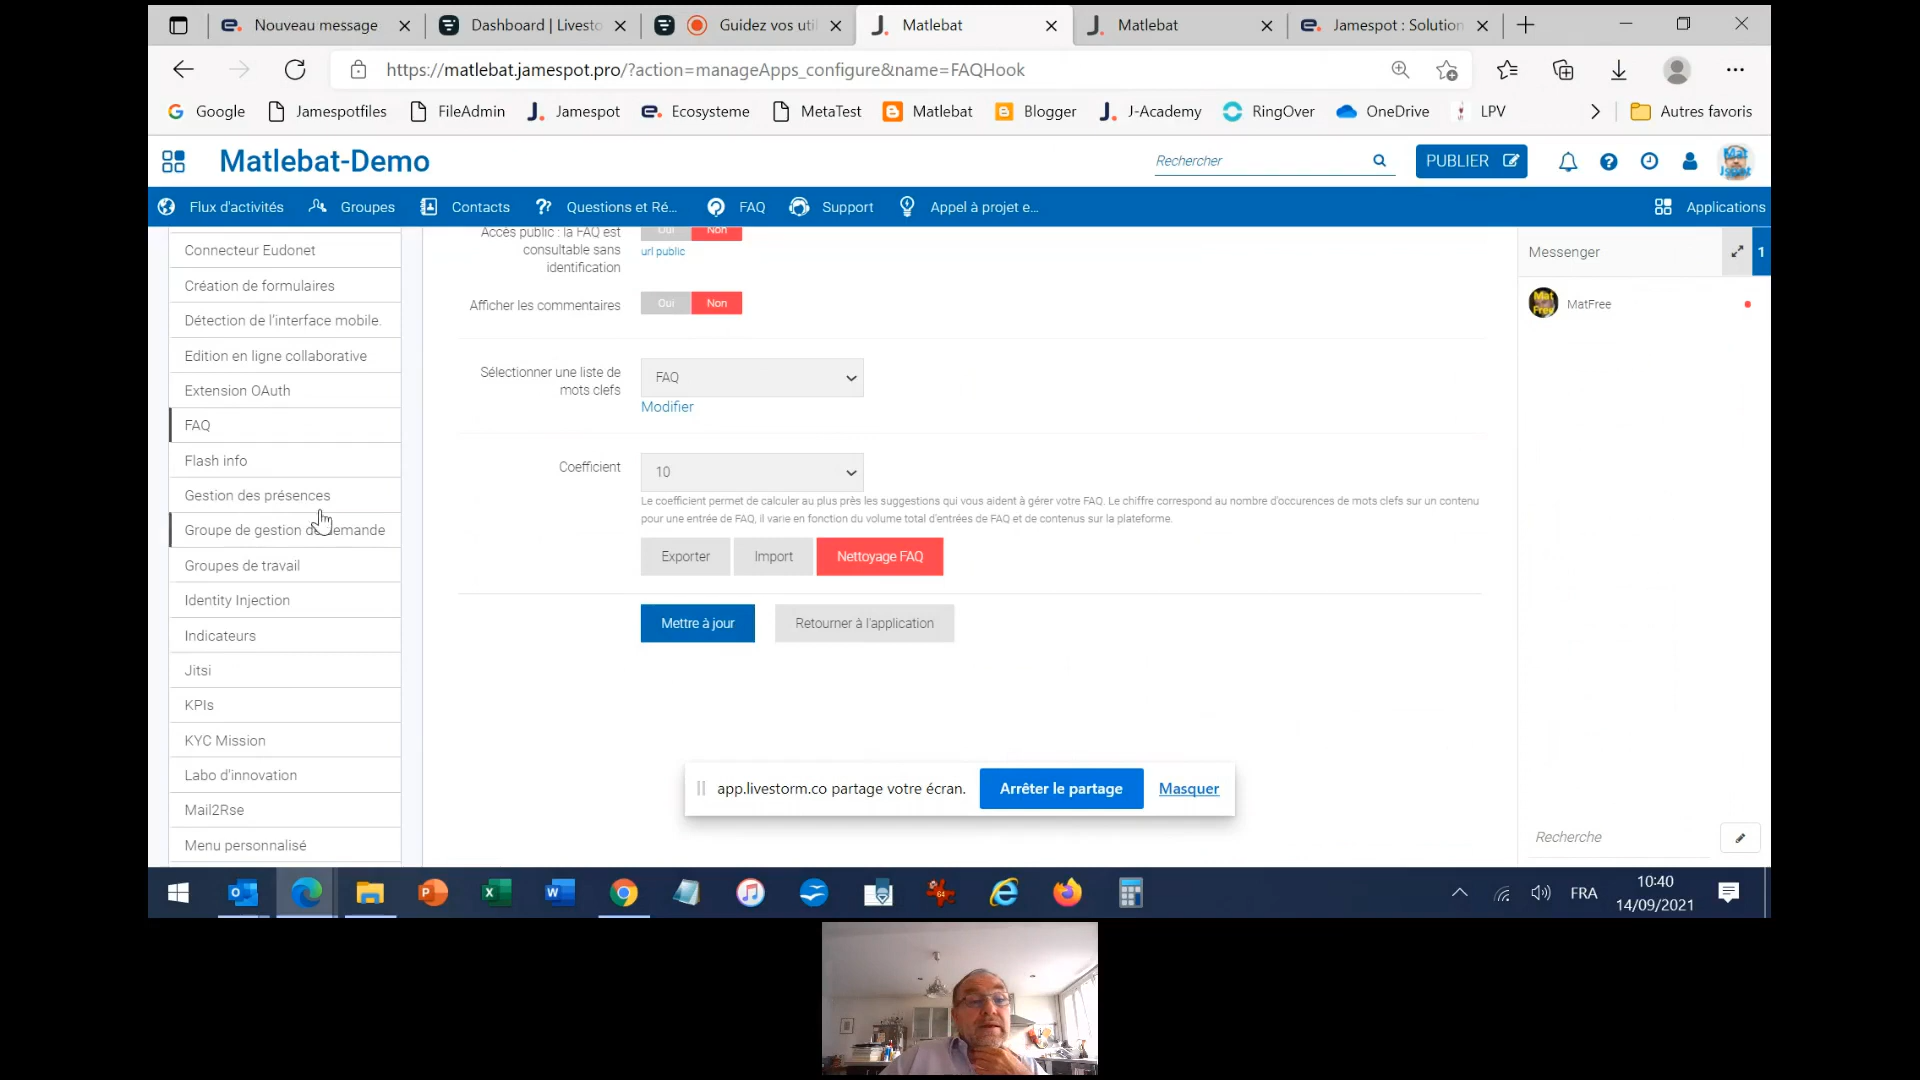 Nouveau message
Dashboard | Livesto
Guidez vos uti
Matlebat
Matlebat
Jamespot : Solution
https://matlebat.jamespot.pro/?action=manageApps_configure&name=FAQHook
Google
Jamespotfiles
FileAdmin
Jamespot
Ecosysteme
MetaTest
Matlebat
Blogger
J-Academy
RingOver
OneDrive
LPV
Autres favoris
Matlebat-Demo
Rechercher
PUBLIER
Flux d'activités
Groupes
Contacts
Questions et Ré...
FAQ
Support
Appel à projet e...
Applications
Connecteur Eudonet
Création de formulaires
Détection de l'interface mobile.
Edition en ligne collaborative
Extension OAuth
FAQ
Flash info
Gestion des présences
Groupe de gestion de demande
Groupes de travail
Identity Injection
Indicateurs
Jitsi
KPIs
KYC Mission
Labo d'innovation
Mail2Rse
Menu personnalisé
Accès public : la FAQ est
consultable sans
identification
Oui Non
url public
Afficher les commentaires
Oui Non
Sélectionner une liste de
mots clefs
FAQ
Modifier
Coefficient
10
Le coefficient permet de calculer au plus près les suggestions qui vous aident à gérer votre FAQ. Le chiffre correspond au nombre d'occurences de mots clefs sur un contenu
pour une entrée de FAQ, il varie en fonction du volume total d'entrées de FAQ et de contenus sur la plateforme.
Exporter
Import
Nettoyage FAQ
Mettre à jour
Retourner à l'application
Messenger
1
MatFree
Recherche
app.livestorm.co partage votre écran.
Arrêter le partage
Masquer
FRA
10:40
14/09/2021